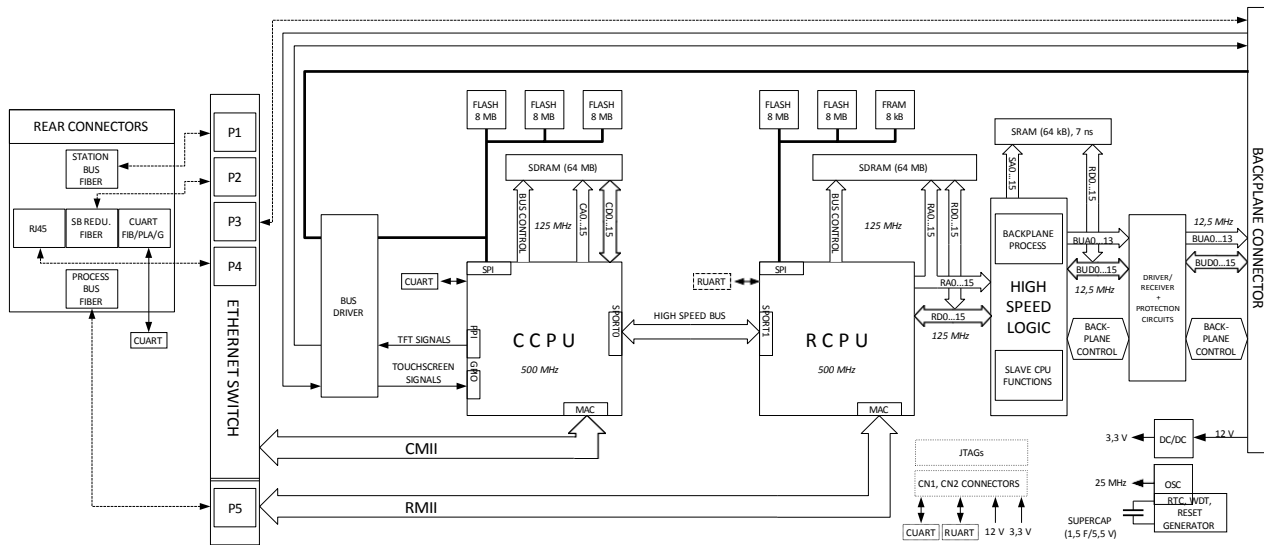 REAR CONNECTORS
STATION
BUS
FIBER
RJ45
SB REDU.
FIBER
CUART
FIB/PLA/G
PROCESS
BUS
FIBER
CUART
P1
P2
P3
P4
ETHERNET SWITCH
P5
BUS
DRIVER
FLASH
8 MB
FLASH
8 MB
FLASH
8 MB
SDRAM (64 MB)
BUS CONTROL
125 MHz
CA0...15
CD0...15
SPI
CUART
PPI
TFT SIGNALS
GPIO
TOUCHSCREEN
SIGNALS
CCPU
500 MHz
SPORT0
MAC
HIGH SPEED BUS
FLASH
8 MB
FLASH
8 MB
FRAM
8 kB
SDRAM (64 MB)
BUS CONTROL
125 MHz
RA0...15
RD0...15
SPI
RUART
SPORT1
RCPU
500 MHz
MAC
RA0...15
RD0...15
125 MHz
SRAM (64 kB), 7 ns
SA0...15
RD0...15
BACKPLANE
PROCESS
HIGH
SPEED
LOGIC
SLAVE CPU
FUNCTIONS
BUA0...13
BUD0...15
12,5 MHz
BACK-
PLANE
CONTROL
DRIVER/
RECEIVER
+
PROTECTION
CIRCUITS
12,5 MHz
BUA0...13
BUD0...15
BACK-
PLANE
CONTROL
BACKPLANE CONNECTOR
CMII
RMII
JTAGs
CN1, CN2 CONNECTORS
CUART
RUART
12 V
3,3 V
3,3 V
DC/DC
12 V
25 MHz
OSC
RTC, WDT,
RESET
GENERATOR
SUPERCAP
(1,5 F/5,5 V)